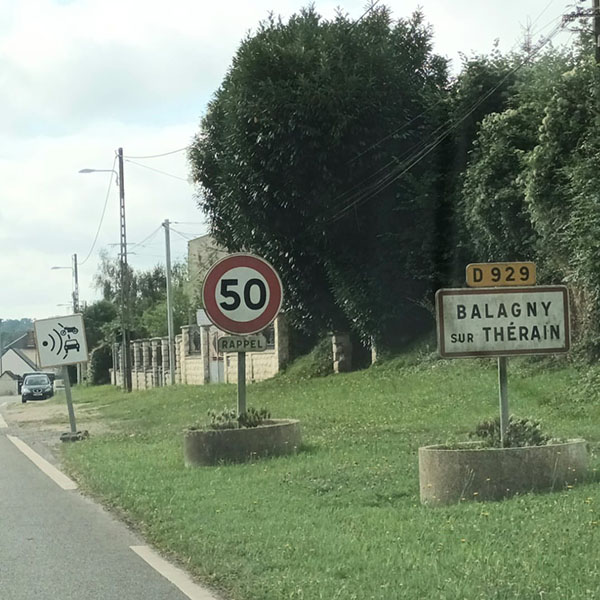 50
RAPPEL
D 929
BALAGNY
SUR THÉRAIN